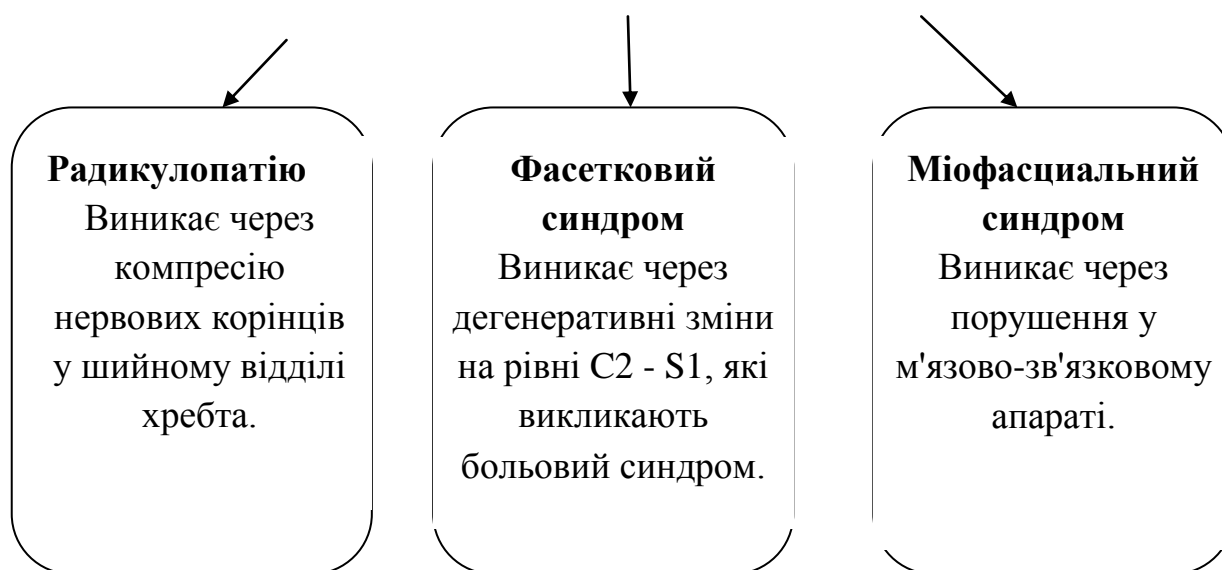 Радикулопатію
Виникає через
компресію
нервових корінців
у шийному відділі
хребта.
Фасетковий
синдром
Виникає через
дегенеративні зміни
на рівні С2 - S1, які
викликають
больовий синдром.
Міофасциальний
синдром
Виникає через
порушення у
м'язово-зв'язковому
апараті.